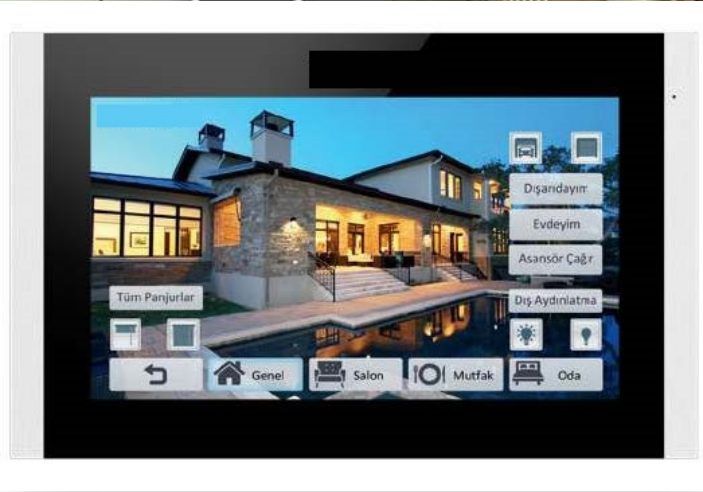 Dışarıdayım
Evdeyim
Asansör Çağır
Tüm Panjurlar
Dış Aydınlatma
Genel
Salon
Mutfak
Oda